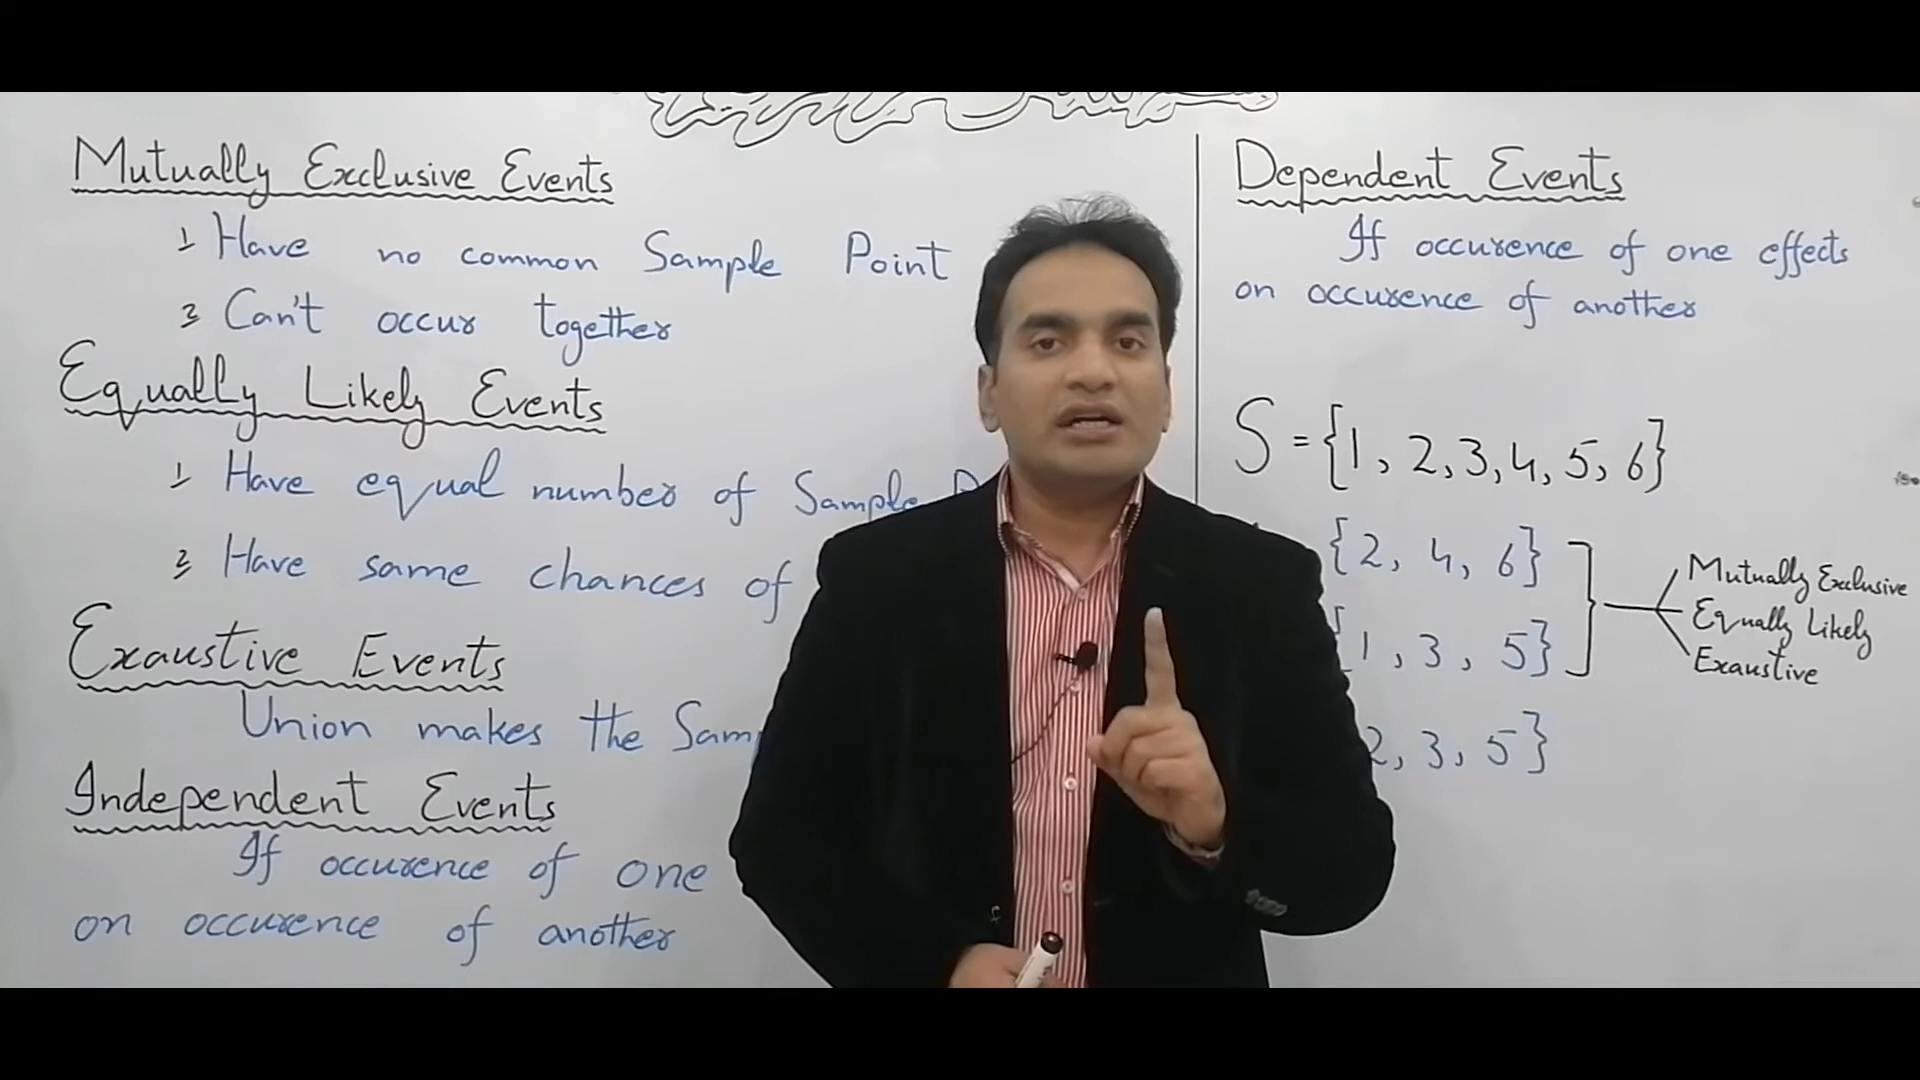 Mutually Exclusive Events
1 Have no common Sample Point
2 Can't occur together
Equally Likely Events
1 Have equal number of Sample
2 Have same chances of
Exaustive Events
Union makes the Sam
Independent Events
If occurence of one
on occurence of another
Dependent Events
If occurence of one effects
on occurence of another
S = {1, 2, 3, 4, 5, 6}
{2, 4, 6}
{1, 3, 5}
2, 3, 5}
Mutually Exclusive
Equally Likely
Exaustive